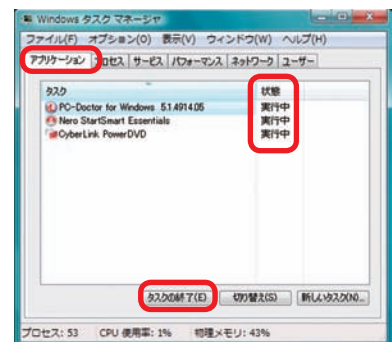 Windows タスク マネージャ
ファイル(F) オプション(O) 表示(V) ウィンドウ(W) ヘルプ(H)
アプリケーション プロセス サービス パフォーマンス ネットワーク ユーザー
タスク 状態
PC-Doctor for Windows 5.1.4914.05 実行中
Nero StartSmart Essentials 実行中
CyberLink PowerDVD 実行中
タスクの終了(E) 切り替え(S) 新しいタスク(N)...
プロセス: 53 CPU 使用率: 1% 物理メモリ: 43%